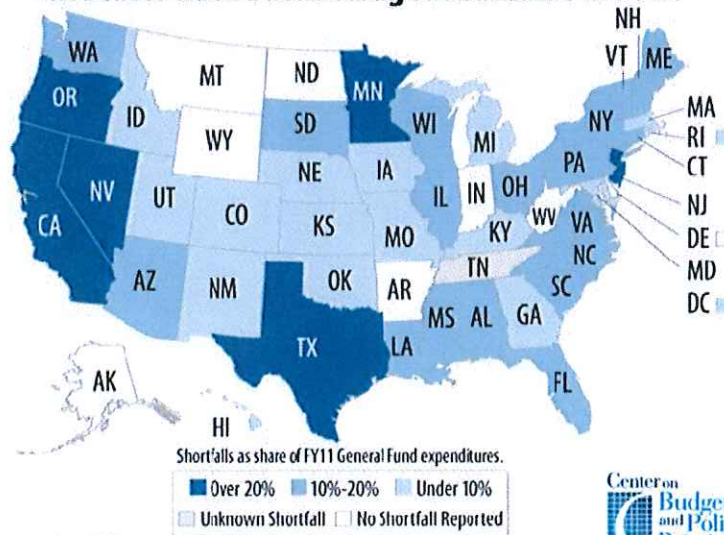 NH
WA
VT
ME
MT
ND
OR
MN
MA
ID
SD
WI
NY
RI
WY
MI
CT
NE
IA
PA
NV
UT
IL
IN
OH
NJ
CO
WV
VA
DE
CA
KS
MO
KY
MD
NC
TN
AZ
NM
OK
AR
SC
DC
MS
AL
GA
TX
LA
AK
FL
HI
Shortfalls as share of FY11 General Fund expenditures.
Over 20% 10%-20% Under 10%
Unknown Shortfall No Shortfall Reported
Center on
Budge
and Poli